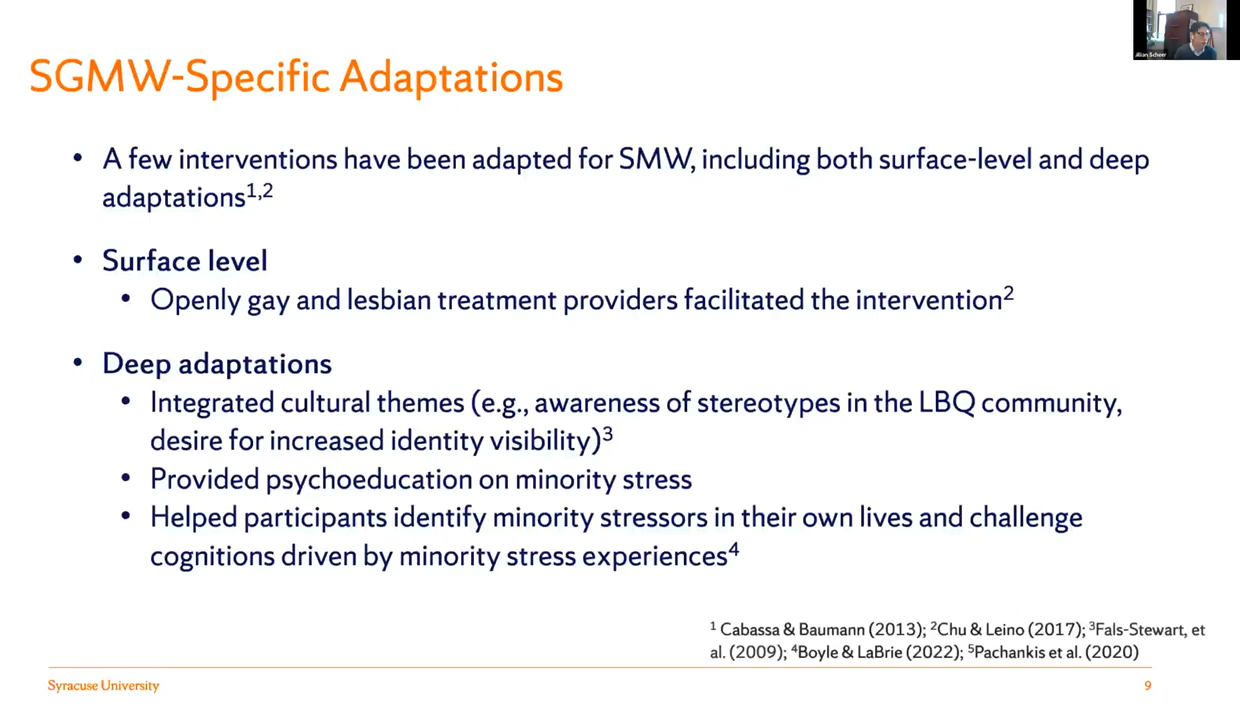 Jilian Scheer
SGMW-Specific Adaptations
• A few interventions have been adapted for SMW, including both surface-level and deep
adaptations1,2
• Surface level
• Openly gay and lesbian treatment providers facilitated the intervention2
• Deep adaptations
• Integrated cultural themes (e.g., awareness of stereotypes in the LBQ community,
desire for increased identity visibility)3
• Provided psychoeducation on minority stress
• Helped participants identify minority stressors in their own lives and challenge
cognitions driven by minority stress experiences4
1 Cabassa & Baumann (2013); 2Chu & Leino (2017); 3Fals-Stewart, et
al. (2009); 4Boyle & LaBrie (2022); 5Pachankis et al. (2020)
Syracuse University
9